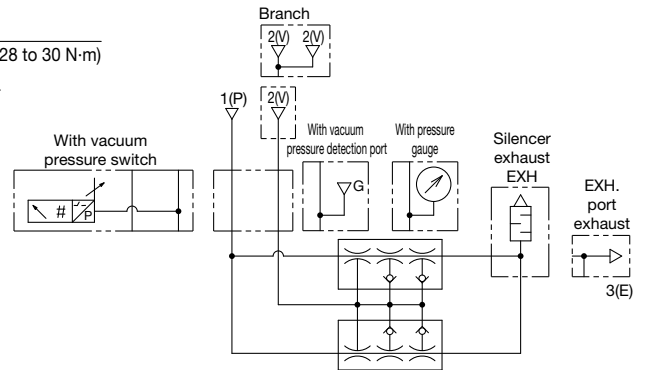 Branch
2(V) 2(V)
28 to 30 N·m)
1(P) 2(V)
With vacuum
pressure switch
With vacuum
pressure detection port
With pressure
gauge
Silencer
exhaust
EXH
EXH.
port
exhaust
G
# P
3(E)